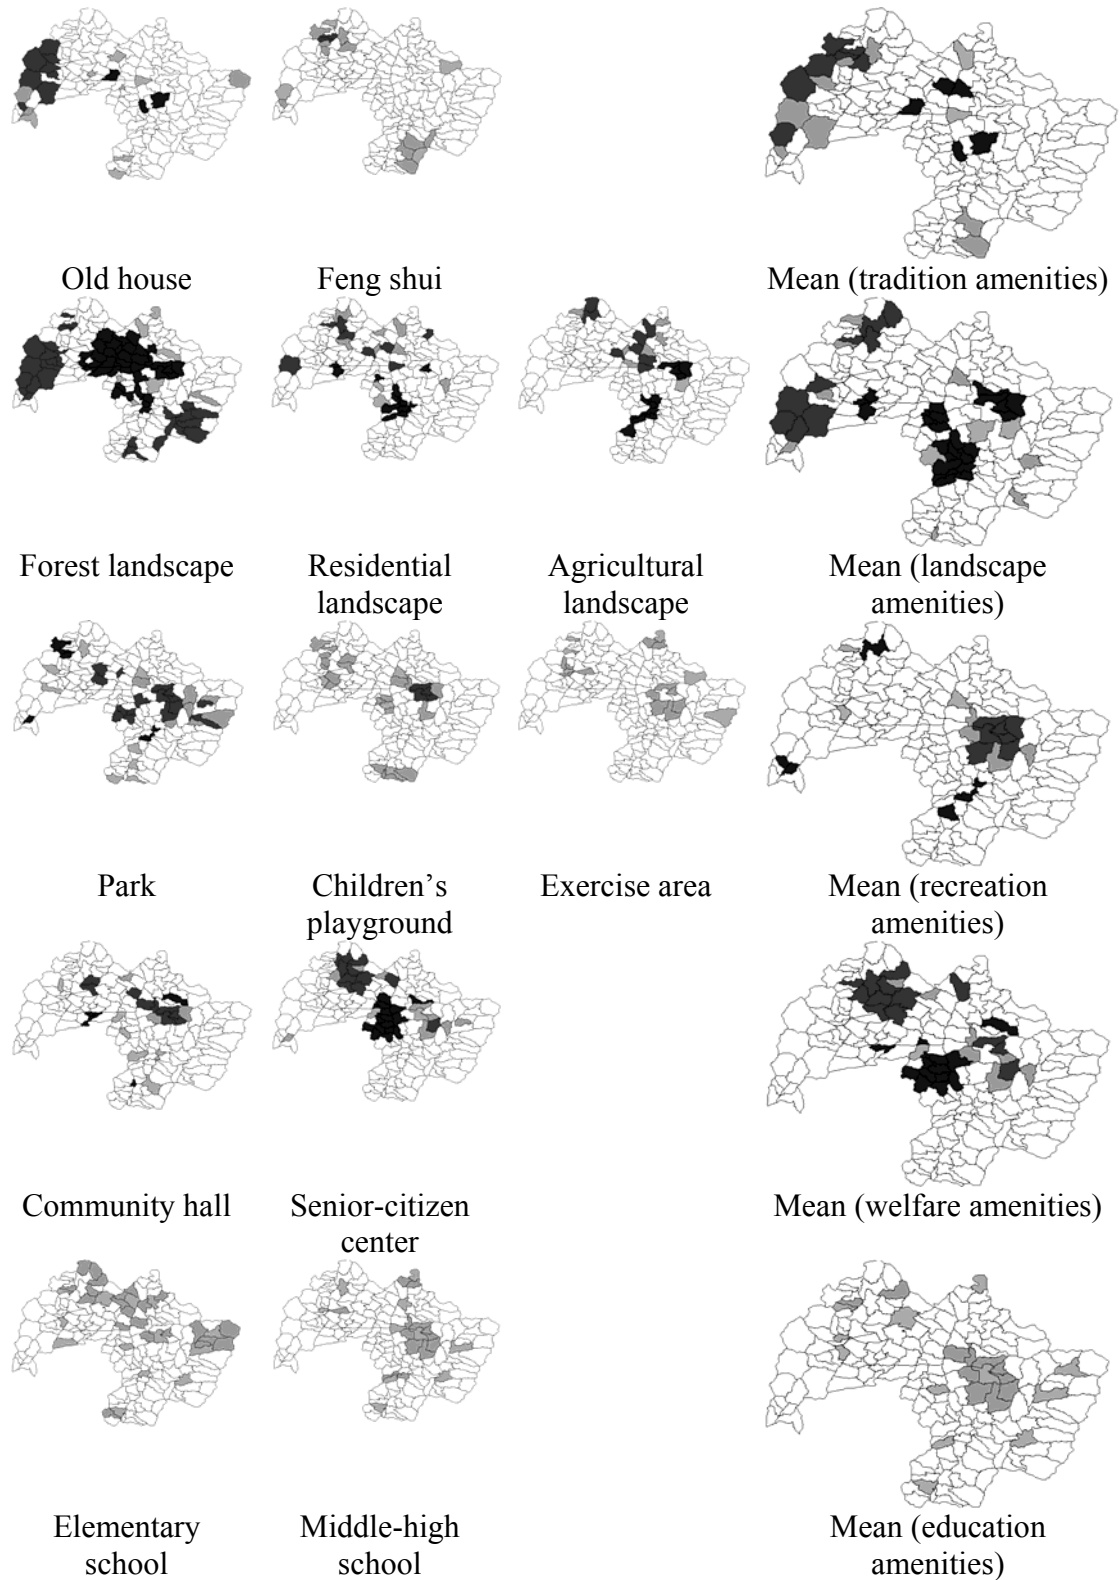 Old house
Feng shui
Mean (tradition amenities)
Forest landscape
Residential
landscape
Agricultural
landscape
Mean (landscape
amenities)
Park
Children’s
playground
Exercise area
Mean (recreation
amenities)
Community hall
Senior-citizen
center
Mean (welfare amenities)
Elementary
school
Middle-high
school
Mean (education
amenities)